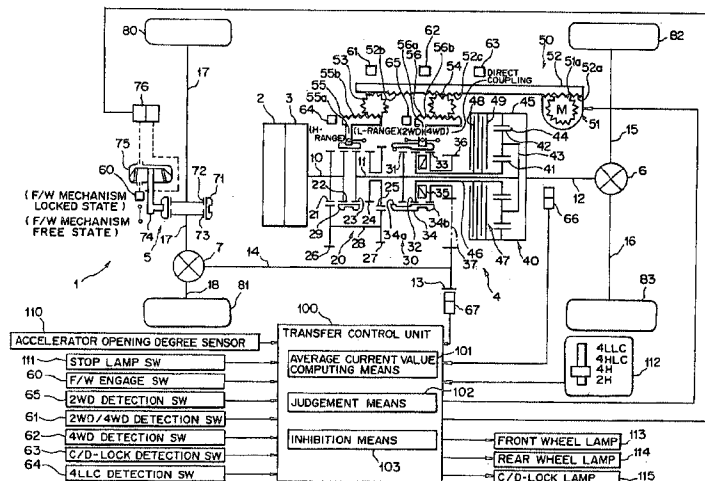 80
82
76
17
61
62
63
50
56a
56b
52b
53
65
56
54
52c
52
51a
52a
DIRECT
COUPLING
2
3
55
55b
55a
64
(H-
RANGE)
(L-RANGE)(2WD)(4WD)
48
49
45
M
51
75
60
72
71
36
33
44
42
43
41
15
10
31
11
6
(F/W MECHANISM
LOCKED STATE)
(F/W MECHANISM
FREE STATE)
74
73
5
17
22
21
29
23
24
25
35
12
66
34b
34
32
34a
30
26
20
28
27
37
46
47
40
1
7
14
4
16
18
13
67
81
83
110
100
ACCELERATOR OPENING DEGREE SENSOR
TRANSFER CONTROL UNIT
101
AVERAGE CURRENT VALUE
COMPUTING MEANS
102
JUDGEMENT MEANS
INHIBITION MEANS
103
111 STOP LAMP SW
60 F/W ENGAGE SW
65 2WD DETECTION SW
61 2WD/4WD DETECTION SW
62 4WD DETECTION SW
63 C/D-LOCK DETECTION SW
64 4LLC DETECTION SW
4LLC
4HLC
4H
2H
112
FRONT WHEEL LAMP 113
REAR WHEEL LAMP 114
C/D-LOCK LAMP 115